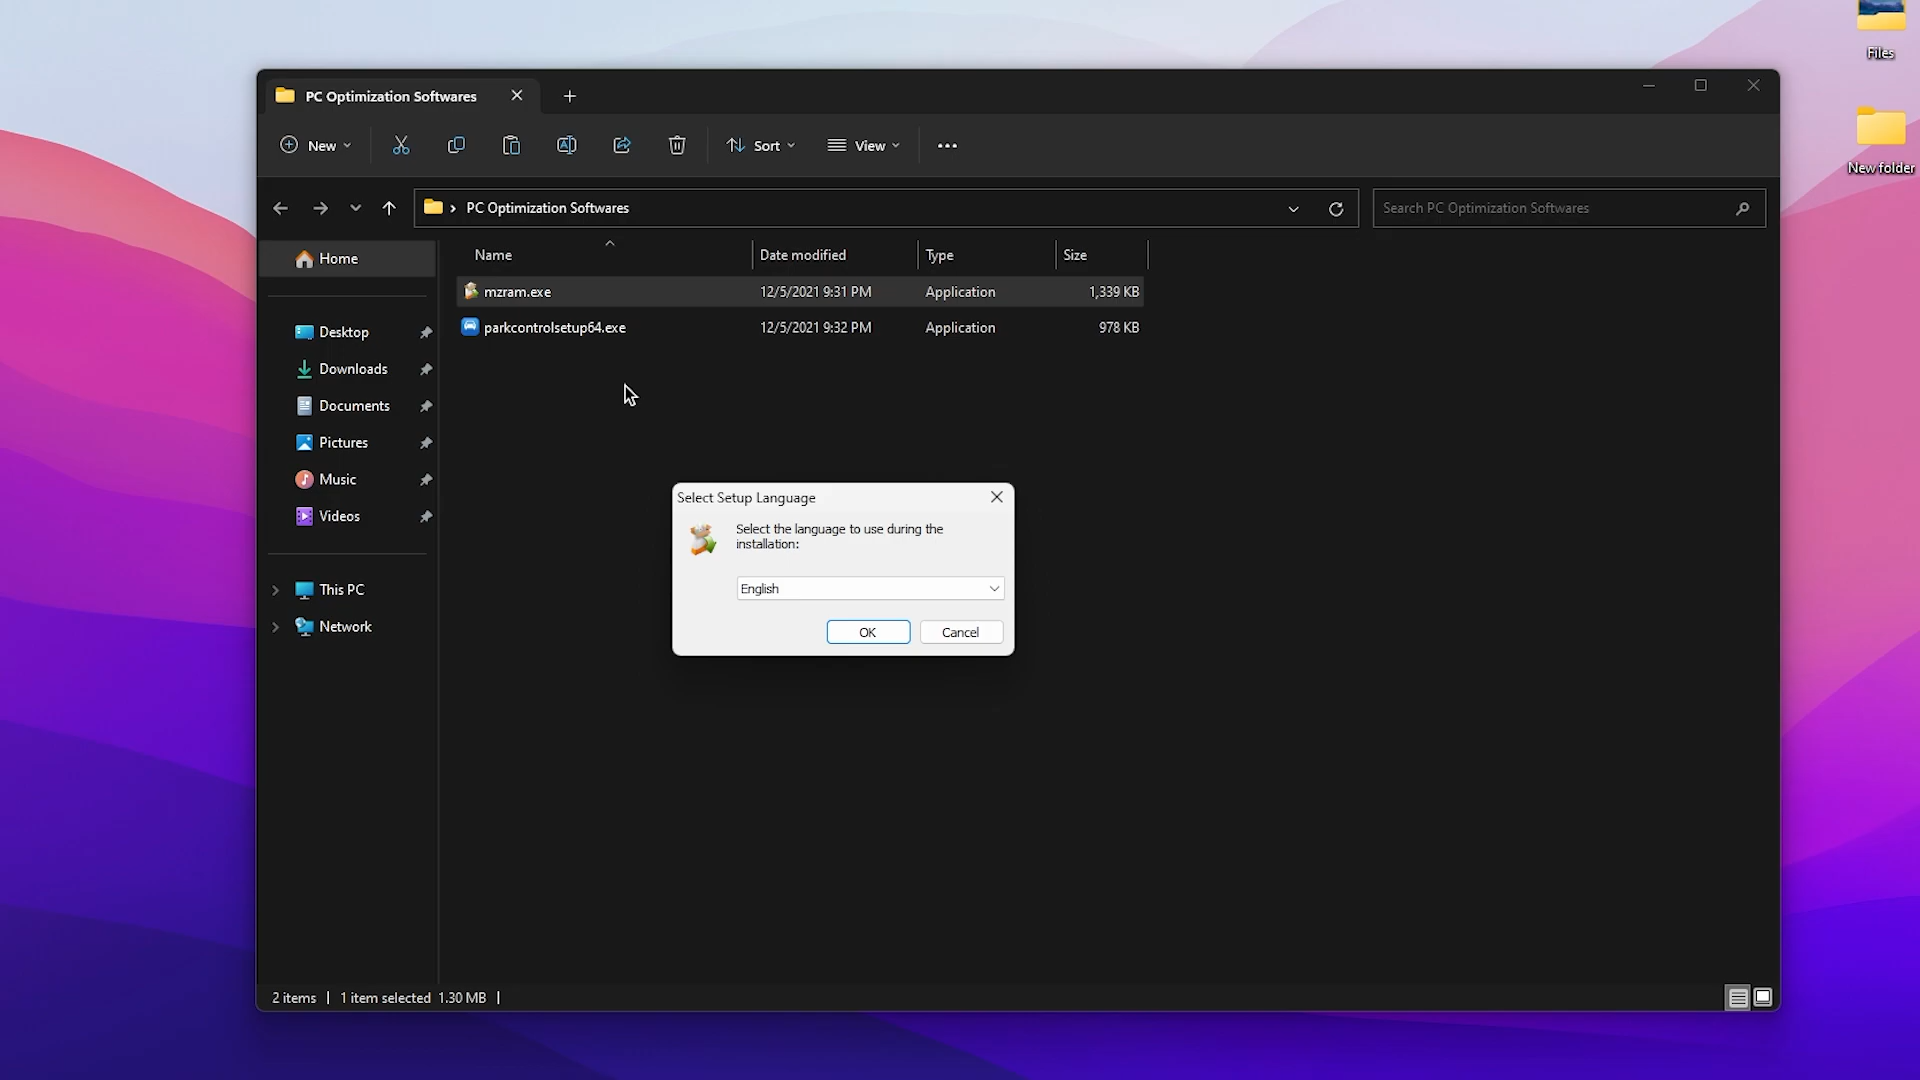 Files
New folder
PC Optimization Softwares
New
Sort
View
PC Optimization Softwares
Search PC Optimization Softwares
Home
Desktop
Downloads
Documents
Pictures
Music
Videos
This PC
Network
Name Date modified Type Size
mzram.exe 12/5/2021 9:31 PM Application 1,339 KB
parkcontrolsetup64.exe 12/5/2021 9:32 PM Application 978 KB
Select Setup Language
Select the language to use during the
installation:
English
OK Cancel
2 items 1 item selected 1.30 MB